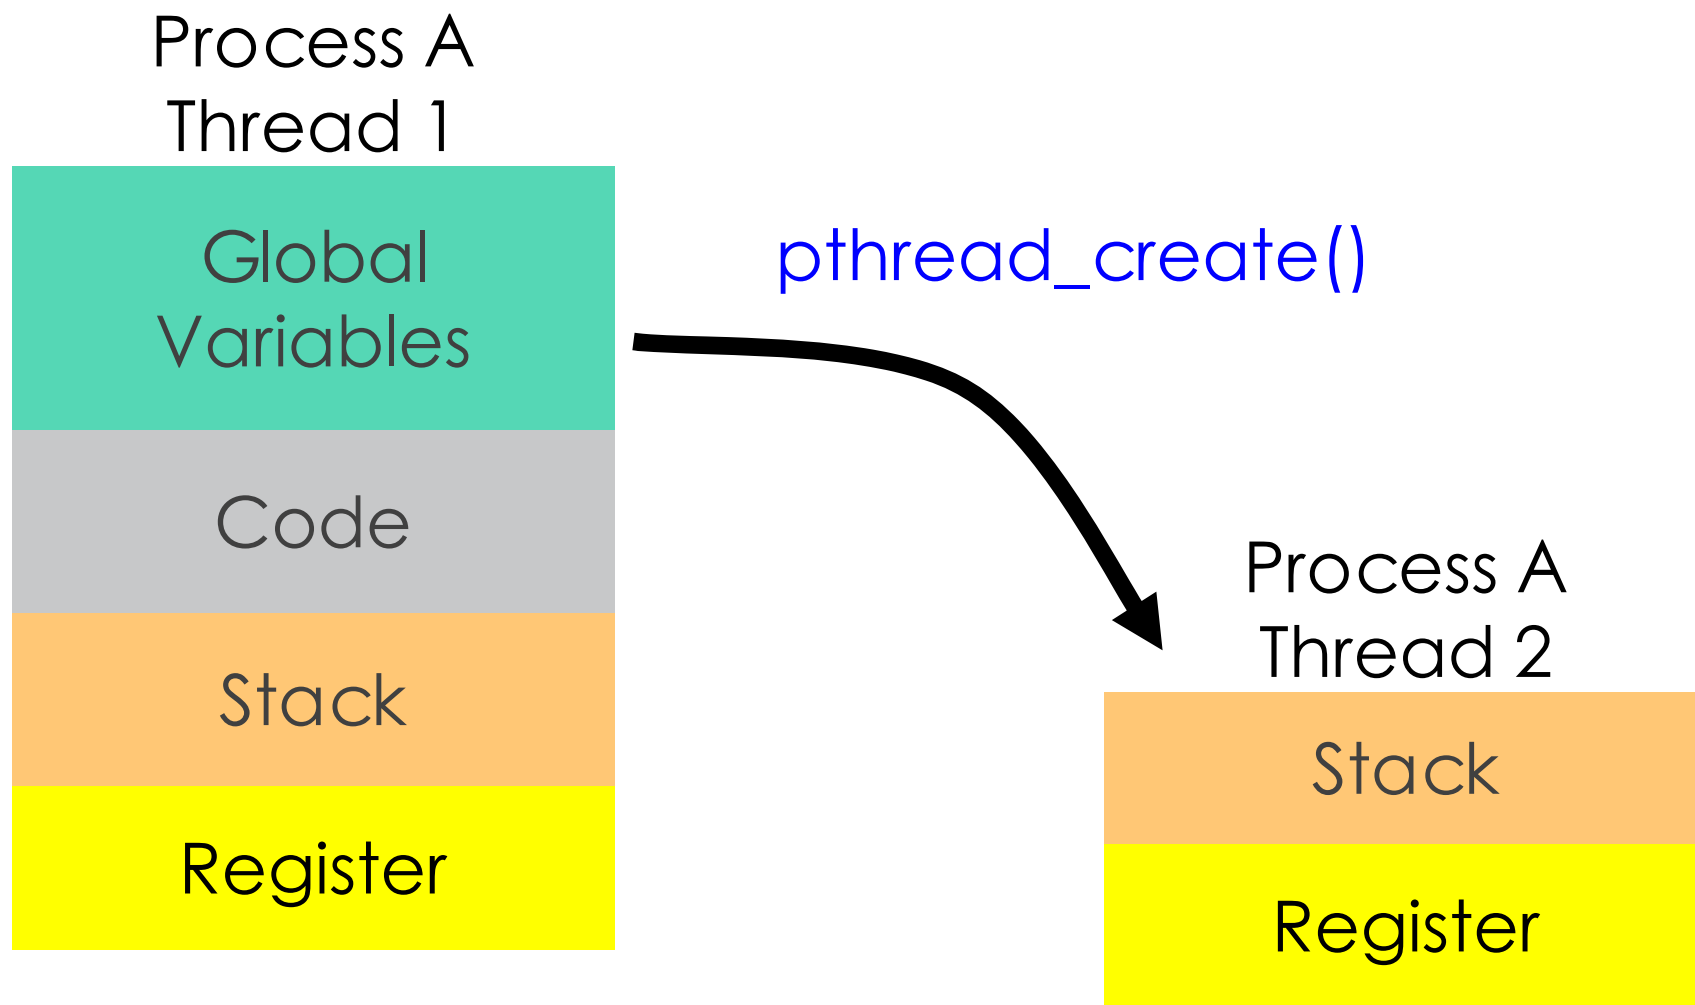 Process A
Thread 1
Global
Variables
Code
Stack
Register
pthread_create()
Process A
Thread 2
Stack
Register